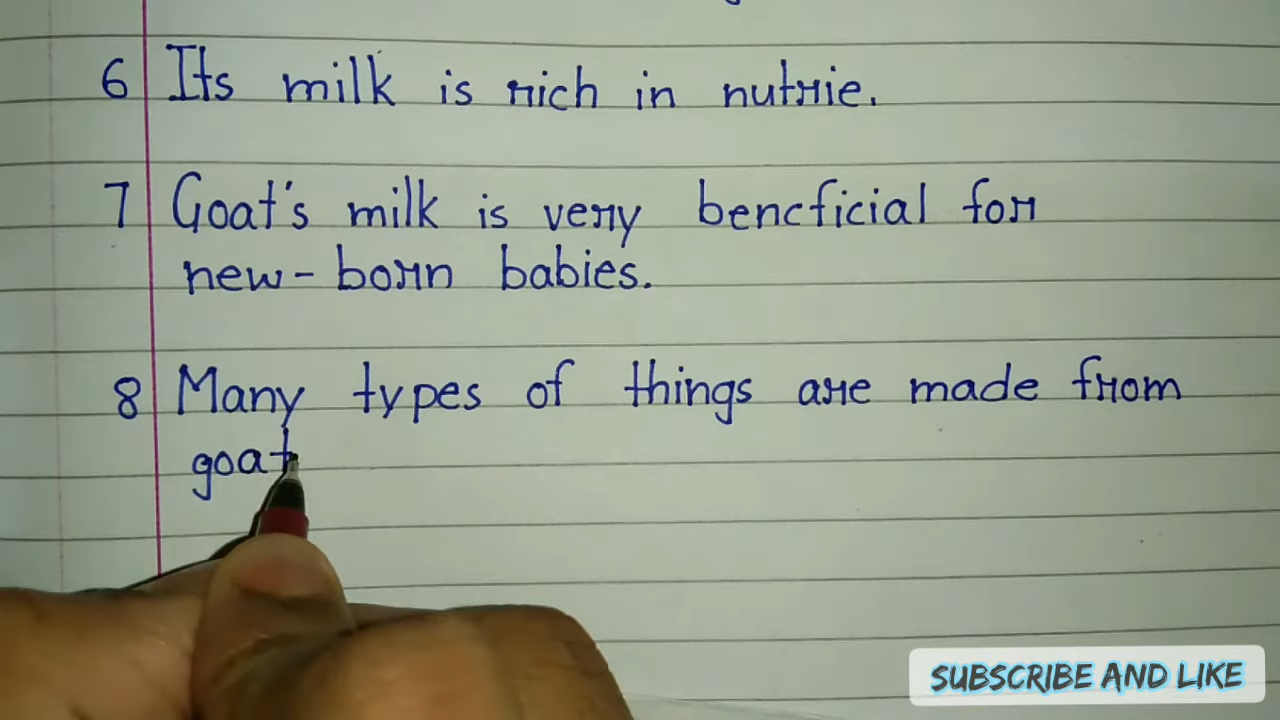 6 Its milk is rich in nutrie.
7 Goat's milk is very beneficial for
new-born babies.
8 Many types of things are made from
goat
SUBSCRIBE AND LIKE